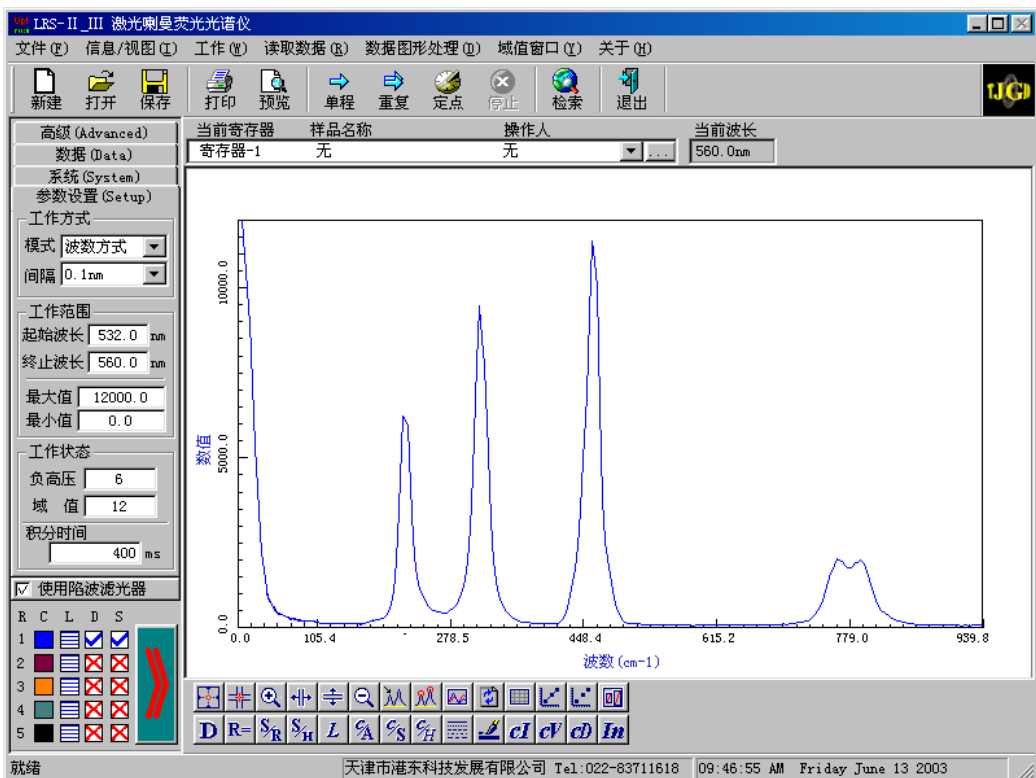 LRS-II_III 激光喇曼荧光光谱仪
文件(F) 信息/视图(I) 工作(W) 读取数据(R) 数据图形处理(D) 域值窗口(Y) 关于(H)
新建 打开 保存 打印 预览 单程 重复 定点 停止 检索 退出
TJGD
高级(Advanced)
数据(Data)
系统(System)
参数设置(Setup)
当前寄存器 样品名称 操作人 当前波长
寄存器-1 无 无 ... 560.0nm
工作方式
模式 波数方式
间隔 0.1nm
工作范围
起始波长 532.0 nm
终止波长 560.0 nm
最大值 12000.0
最小值 0.0
工作状态
负高压 6
域 值 12
积分时间
400 ms
使用陷波滤光器
R C L D S
1
2
3
4
5
10000.0
5000.0
0.0
数值
0.0 105.4 278.5 448.4 615.2 779.0 939.8
波数(cm-1)
D R= S/R S/H L C/A C/S C/H cI cV cD In
就绪 天津市港东科技发展有限公司 Tel:022-83711618 09:46:55 AM Friday June 13 2003